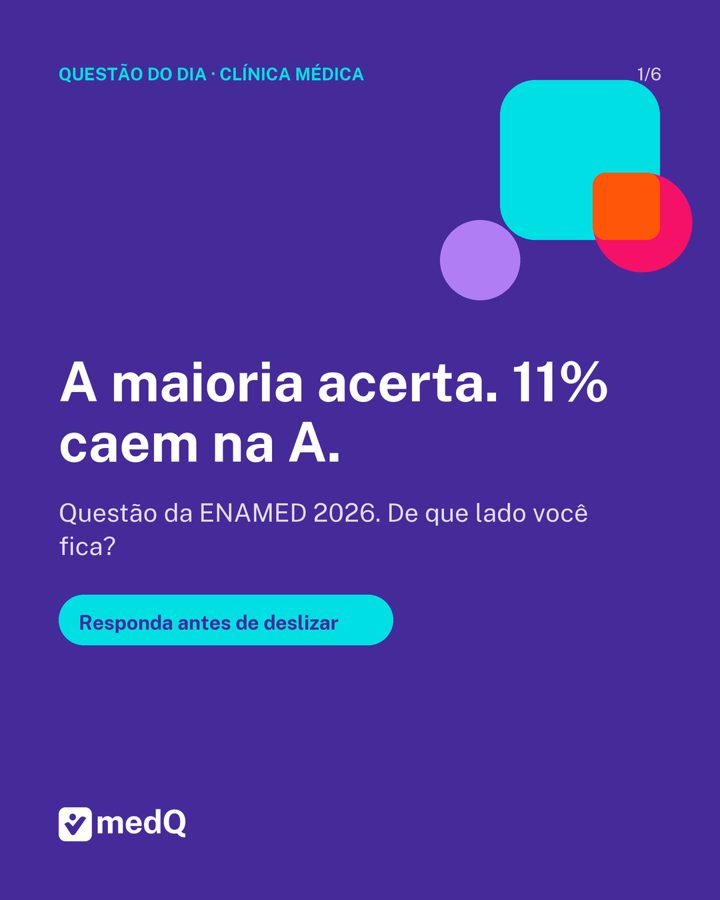 QUESTÃO DO DIA · CLÍNICA MÉDICA
1/6
A maioria acerta. 11%
caem na A.
Questão da ENAMED 2026. De que lado você
fica?
Responda antes de deslizar
medQ